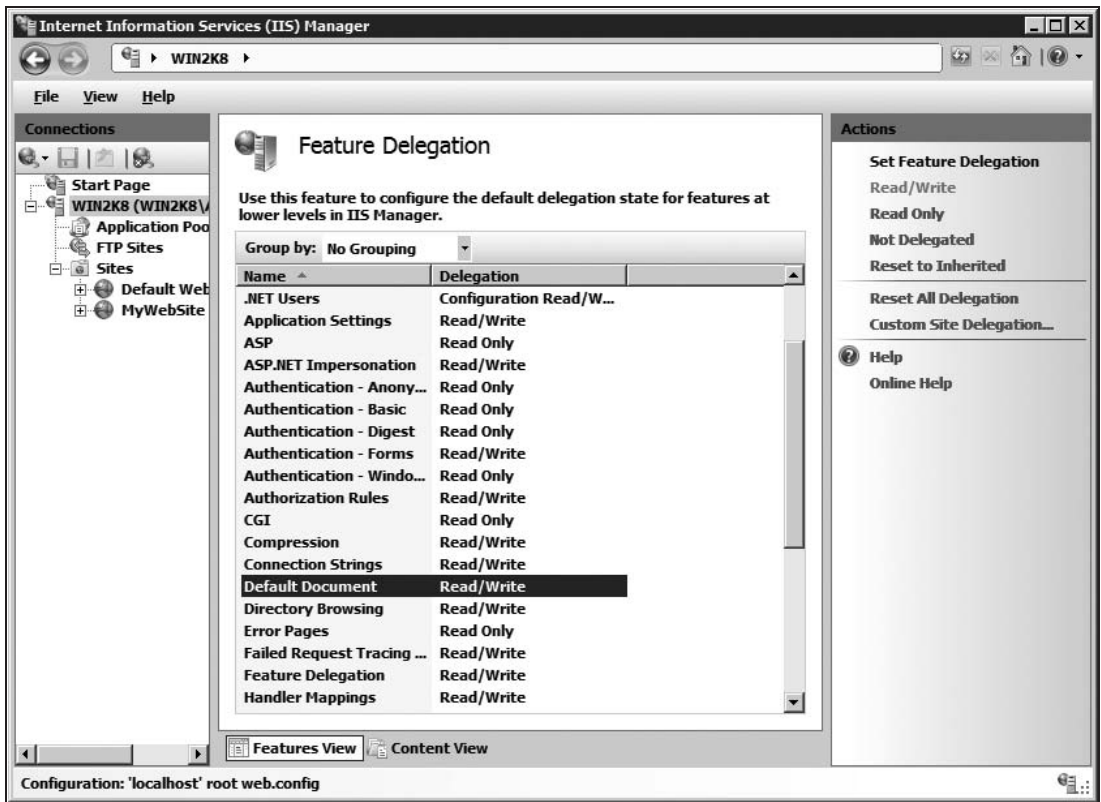 Internet Information Services (IIS) Manager
WIN2K8
File View Help
Connections
Start Page
WIN2K8 (WIN2K8\A
Application Poo
FTP Sites
Sites
Default Web
MyWebSite
Feature Delegation
Use this feature to configure the default delegation state for features at
lower levels in IIS Manager.
Group by: No Grouping
Name Delegation
.NET Users Configuration Read/W...
Application Settings Read/Write
ASP Read Only
ASP.NET Impersonation Read/Write
Authentication - Anony... Read Only
Authentication - Basic Read Only
Authentication - Digest Read Only
Authentication - Forms Read/Write
Authentication - Windo... Read Only
Authorization Rules Read/Write
CGI Read Only
Compression Read/Write
Connection Strings Read/Write
Default Document Read/Write
Directory Browsing Read/Write
Error Pages Read Only
Failed Request Tracing ... Read/Write
Feature Delegation Read/Write
Handler Mappings Read/Write
Features View Content View
Actions
Set Feature Delegation
Read/Write
Read Only
Not Delegated
Reset to Inherited
Reset All Delegation
Custom Site Delegation...
Help
Online Help
Configuration: 'localhost' root web.config